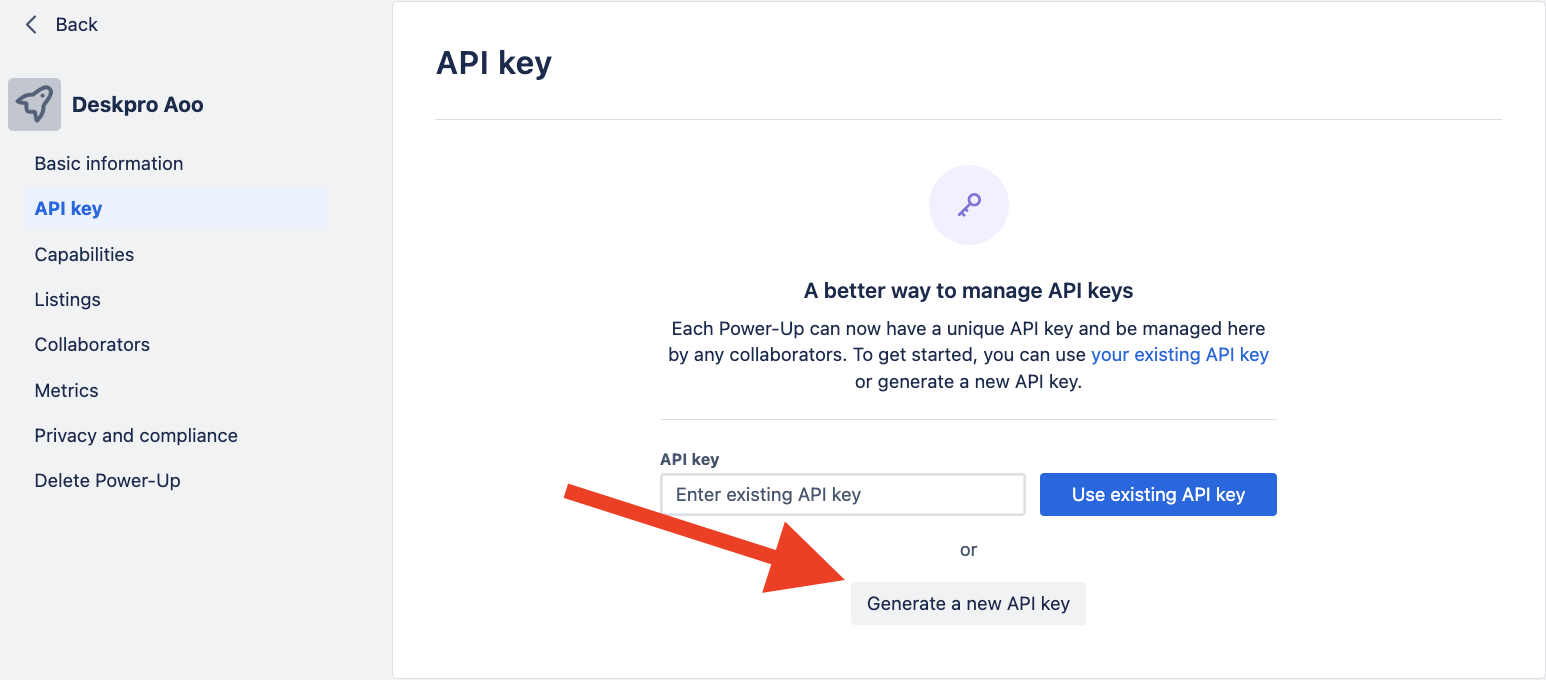 Back
Deskpro Aoo
Basic information
API key
Capabilities
Listings
Collaborators
Metrics
Privacy and compliance
Delete Power-Up
API key
A better way to manage API keys
Each Power-Up can now have a unique API key and be managed here
by any collaborators. To get started, you can use your existing API key
or generate a new API key.
API key
Enter existing API key
Use existing API key
or
Generate a new API key